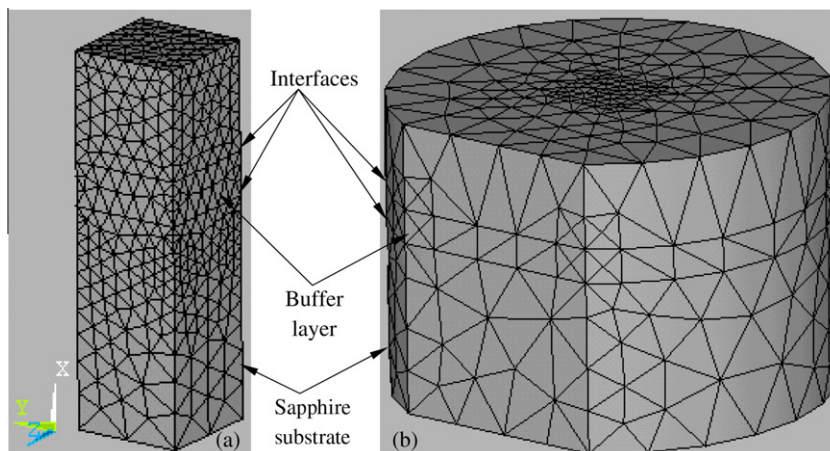 Interfaces
Buffer
layer
Sapphire
substrate
X
Y
Z
(a)
(b)